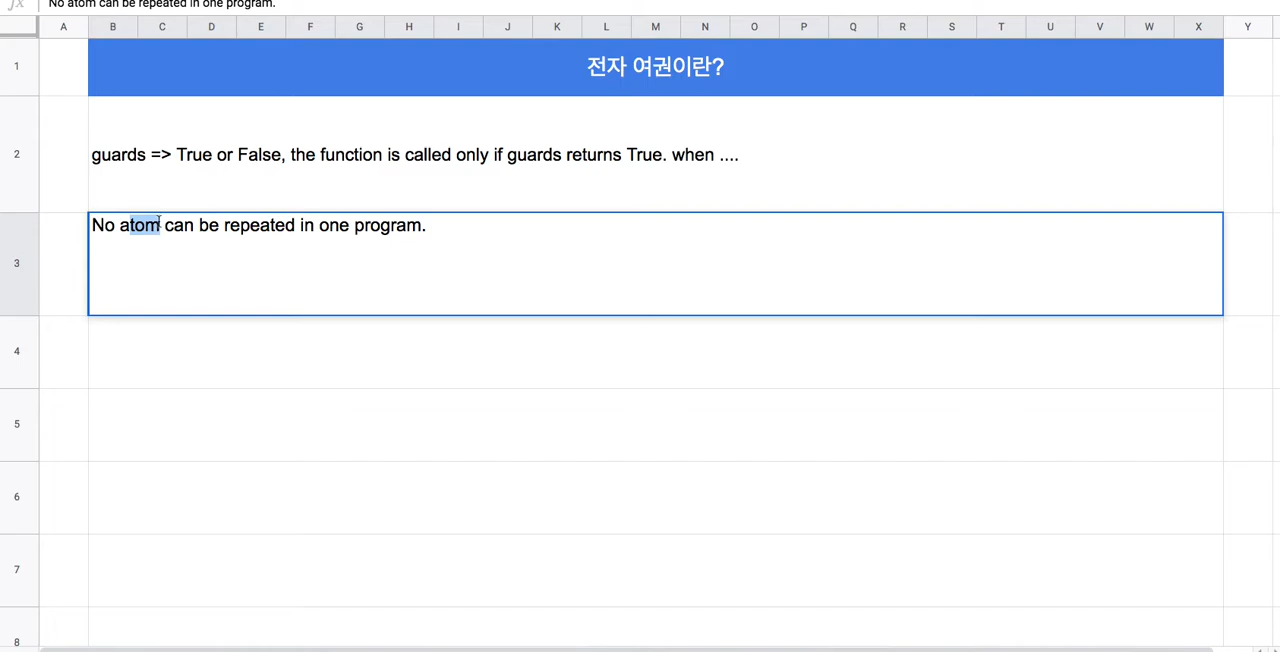 No atom can be repeated in one program.
A B C D E F G H I J K L M N O P Q R S T U V W X Y
1 전자 여권이란?
2 guards => True or False, the function is called only if guards returns True. when ....
3 No atom can be repeated in one program.
4
5
6
7
8